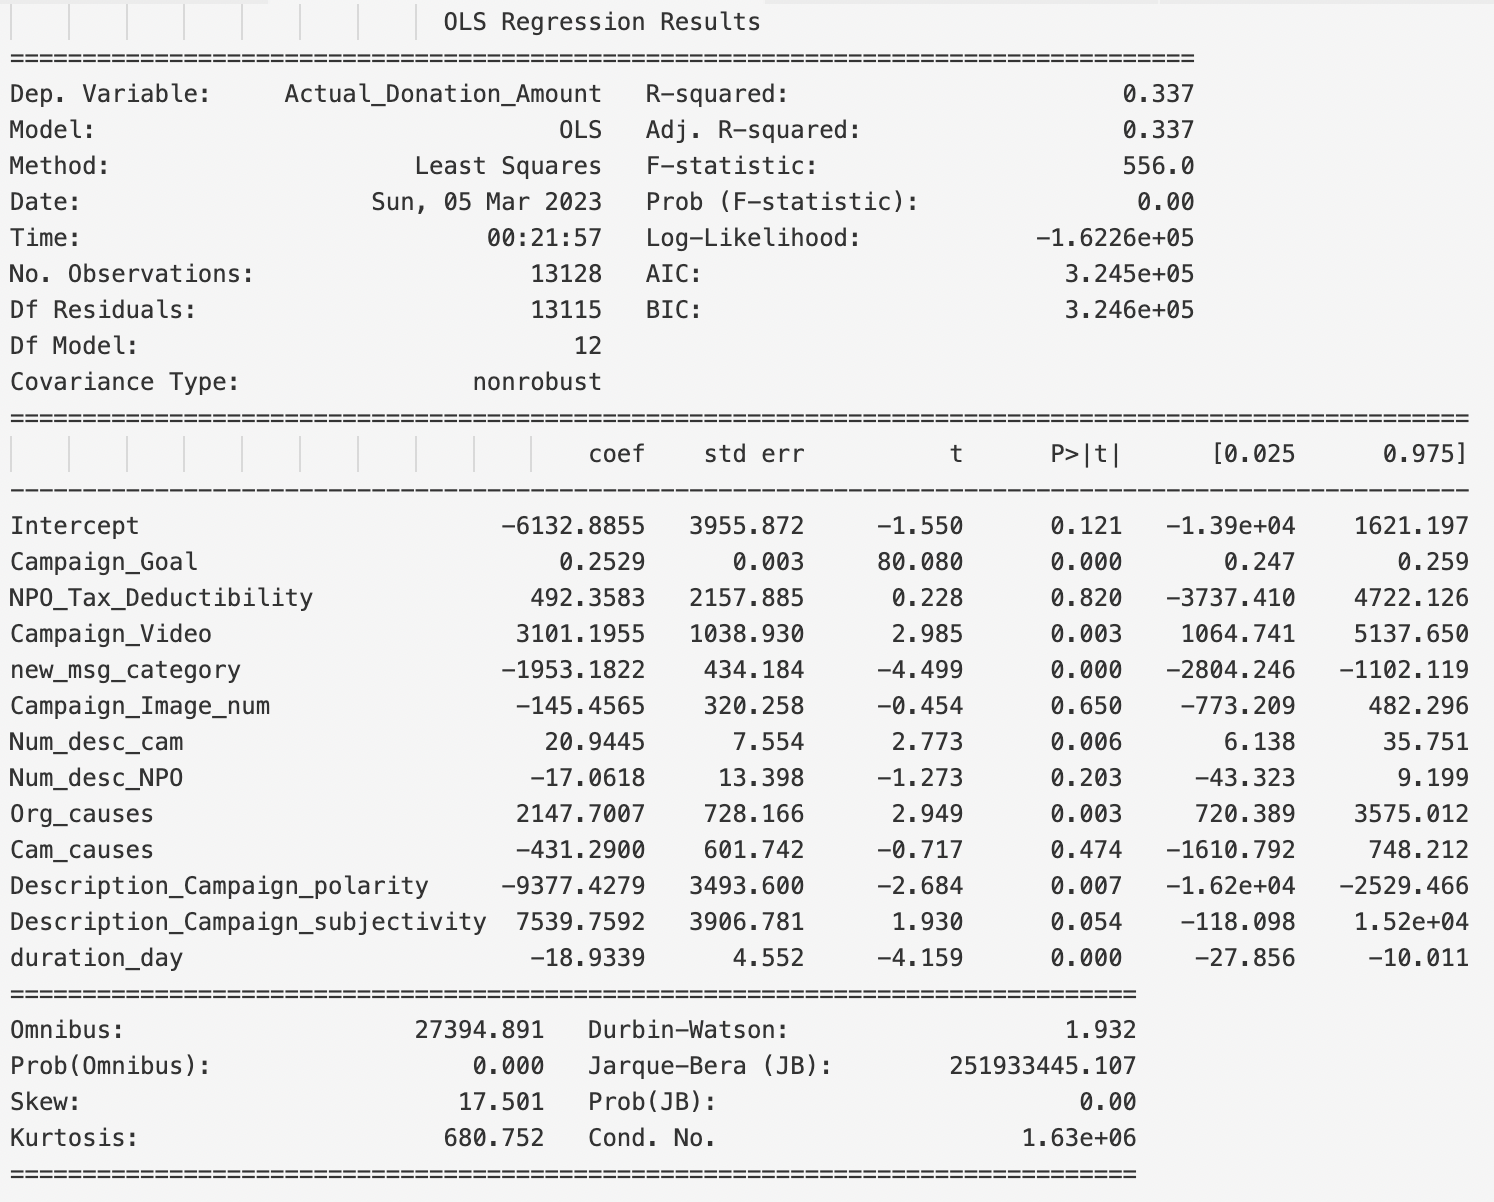 OLS Regression Results
==================================================================================
Dep. Variable:     Actual_Donation_Amount   R-squared:                       0.337
Model:                                OLS   Adj. R-squared:                  0.337
Method:                     Least Squares   F-statistic:                     556.0
Date:                    Sun, 05 Mar 2023   Prob (F-statistic):               0.00
Time:                            00:21:57   Log-Likelihood:            -1.6226e+05
No. Observations:                   13128   AIC:                         3.245e+05
Df Residuals:                       13115   BIC:                         3.246e+05
Df Model:                              12
Covariance Type:                nonrobust
=====================================================================================================
                                        coef    std err          t      P>|t|      [0.025      0.975]
-----------------------------------------------------------------------------------------------------
Intercept                         -6132.8855   3955.872     -1.550      0.121   -1.39e+04    1621.197
Campaign_Goal                         0.2529      0.003     80.080      0.000       0.247       0.259
NPO_Tax_Deductibility               492.3583   2157.885      0.228      0.820   -3737.410    4722.126
Campaign_Video                     3101.1955   1038.930      2.985      0.003    1064.741    5137.650
new_msg_category                  -1953.1822    434.184     -4.499      0.000   -2804.246   -1102.119
Campaign_Image_num                 -145.4565    320.258     -0.454      0.650    -773.209     482.296
Num_desc_cam                         20.9445      7.554      2.773      0.006       6.138      35.751
Num_desc_NPO                        -17.0618     13.398     -1.273      0.203     -43.323       9.199
Org_causes                         2147.7007    728.166      2.949      0.003     720.389    3575.012
Cam_causes                         -431.2900    601.742     -0.717      0.474   -1610.792     748.212
Description_Campaign_polarity     -9377.4279   3493.600     -2.684      0.007   -1.62e+04   -2529.466
Description_Campaign_subjectivity  7539.7592   3906.781      1.930      0.054    -118.098    1.52e+04
duration_day                        -18.9339      4.552     -4.159      0.000     -27.856     -10.011
==============================================================================
Omnibus:                    27394.891   Durbin-Watson:                   1.932
Prob(Omnibus):                  0.000   Jarque-Bera (JB):        251933445.107
Skew:                          17.501   Prob(JB):                         0.00
Kurtosis:                     680.752   Cond. No.                     1.63e+06
==============================================================================